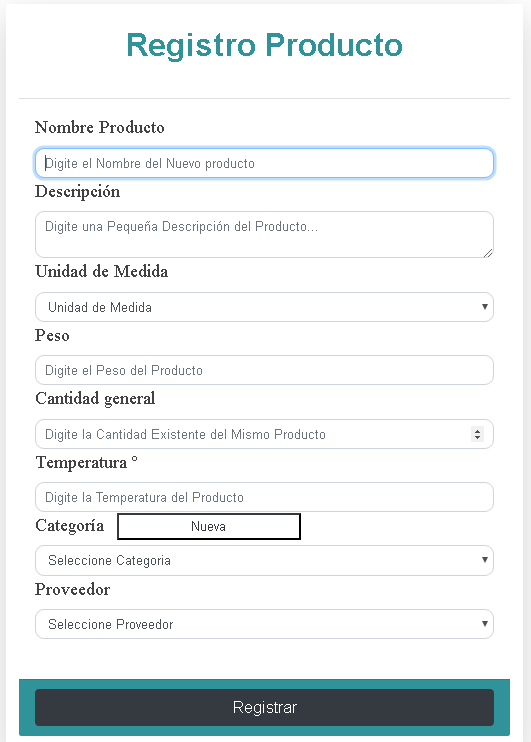 Registro Producto
Nombre Producto
Digite el Nombre del Nuevo producto
Descripción
Digite una Pequeña Descripción del Producto...
Unidad de Medida
Unidad de Medida
Peso
Digite el Peso del Producto
Cantidad general
Digite la Cantidad Existente del Mismo Producto
Temperatura °
Digite la Temperatura del Producto
Categoría Nueva
Seleccione Categoria
Proveedor
Seleccione Proveedor
Registrar